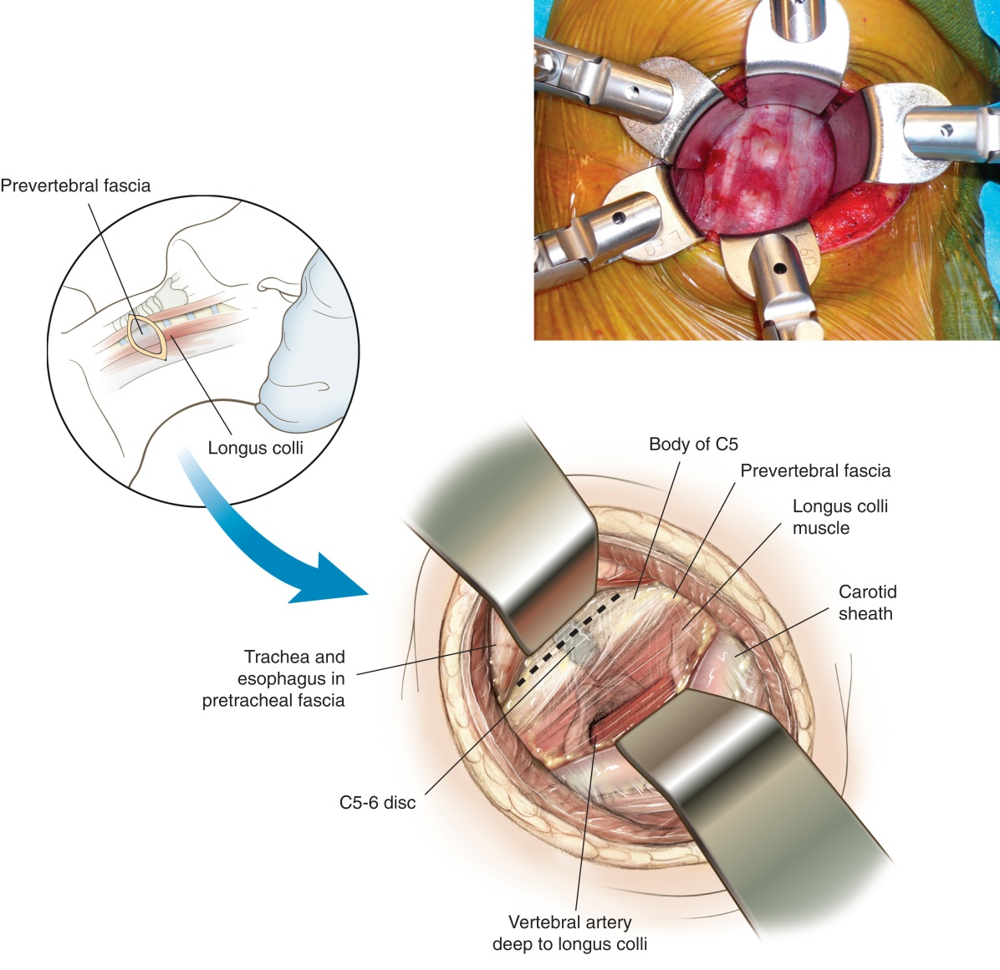 Prevertebral fascia
Longus colli
Body of C5
Prevertebral fascia
Longus colli
muscle
Carotid
sheath
Trachea and
esophagus in
pretracheal fascia
C5-6 disc
Vertebral artery
deep to longus colli
L 60